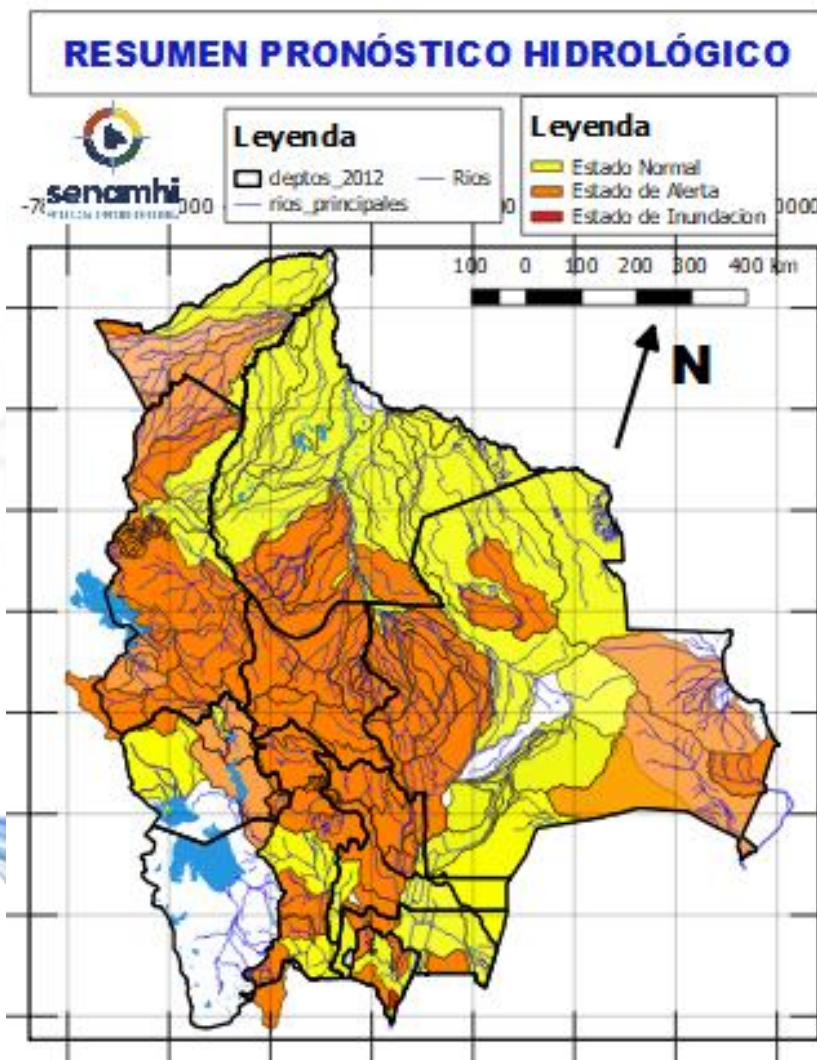 RESUMEN PRONÓSTICO HIDROLÓGICO
senamhi
Leyenda
deptos_2012
Rios
rios_principales
Leyenda
Estado Normal
Estado de Alerta
Estado de Inundacion
100 0 100 200 300 400 km
N